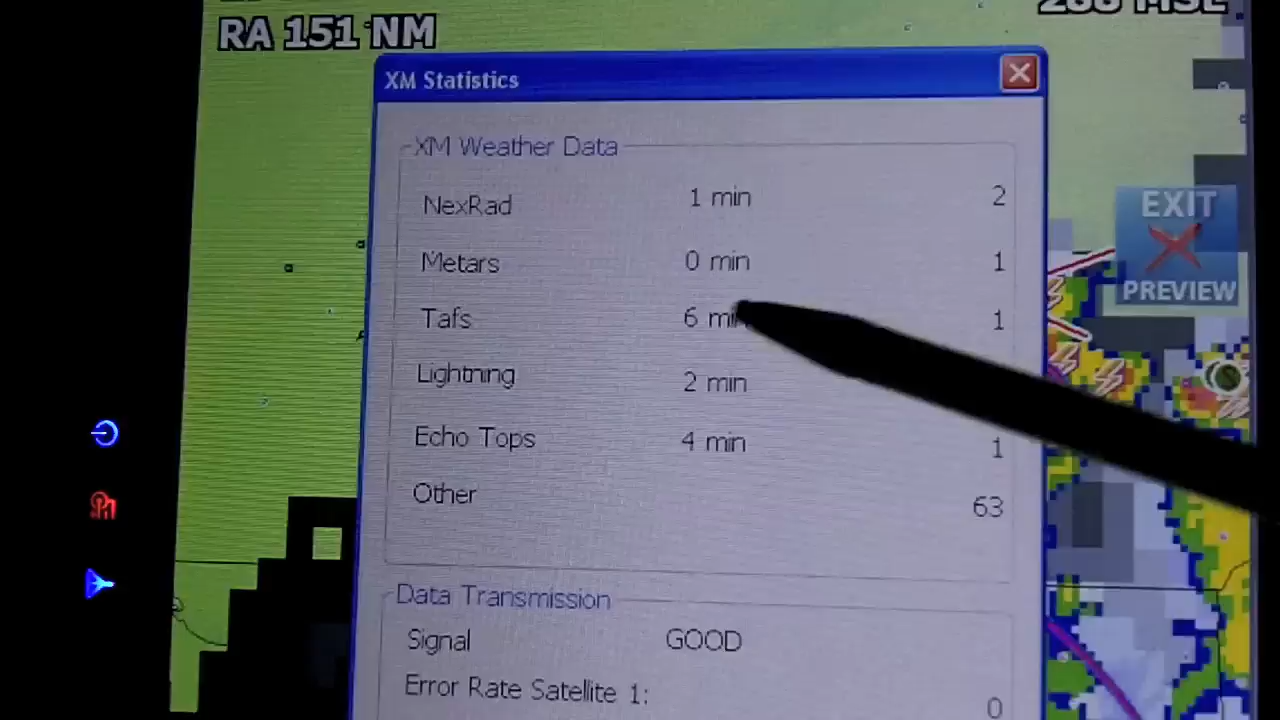 RA 151 NM
XM Statistics
XM Weather Data
NexRad 1 min 2
Metars 0 min 1
Tafs 6 min 1
Lightning 2 min
Echo Tops 4 min 1
Other 63
EXIT
PREVIEW
Data Transmission
Signal GOOD
Error Rate Satellite 1:
0